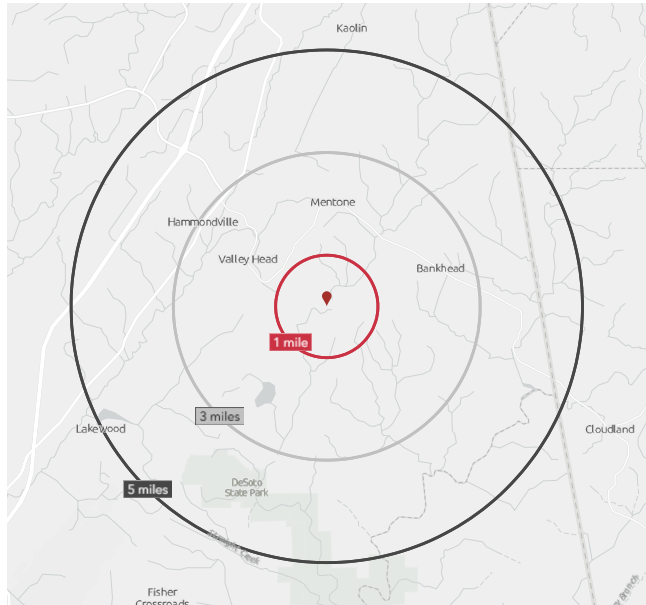 Kaolin
Mentone
Hammondville
Valley Head
Bankhead
1 mile
3 miles
Lakewood
Cloudland
DeSoto
State Park
5 miles
Creek
Fisher
Crossroads